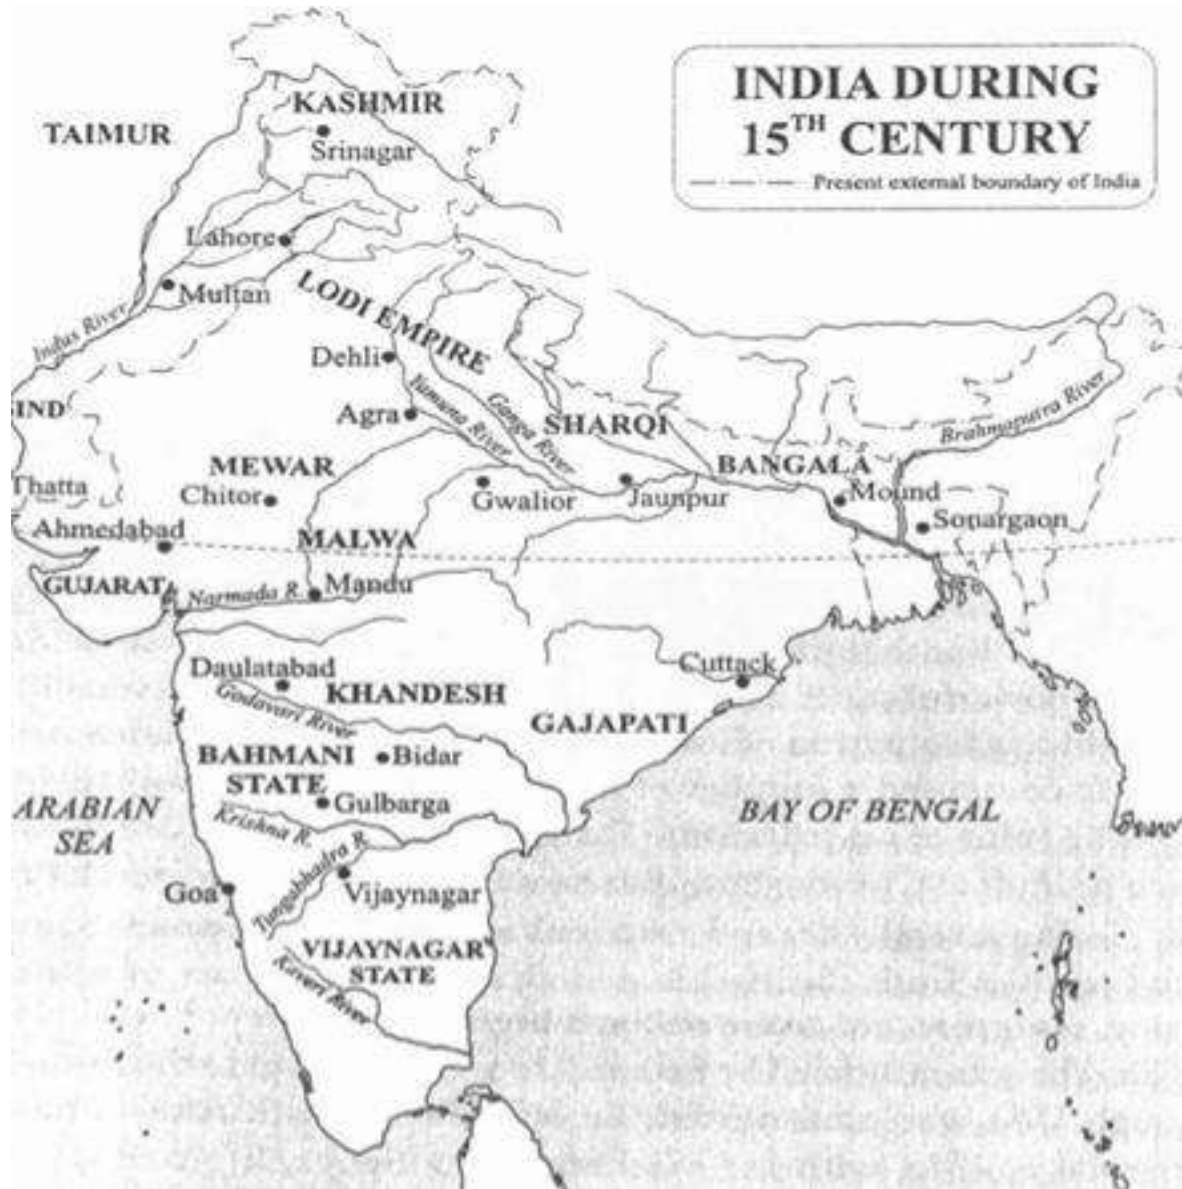 INDIA DURING
15TH CENTURY
Present external boundary of India
KASHMIR
TAIMUR
Srinagar
Lahore
Multan
LODI EMPIRE
Indus River
Dehli
Agra
Yamuna River
Ganga River
SHARQI
Brahmaputra River
IND
MEWAR
BANGALA
Thatta
Chitor
Gwalior
Jaunpur
Mound
Sonargaon
Ahmedabad
MALWA
GUJARAT
Narmada R.
Mandu
Daulatabad
KHANDESH
Cuttack
Godavari River
GAJAPATI
BAHMANI
STATE
Bidar
Gulbarga
ARABIAN
SEA
BAY OF BENGAL
Krishna R.
Tungabhadra R.
Goa
Vijaynagar
VIJAYNAGAR
STATE
Kavari River